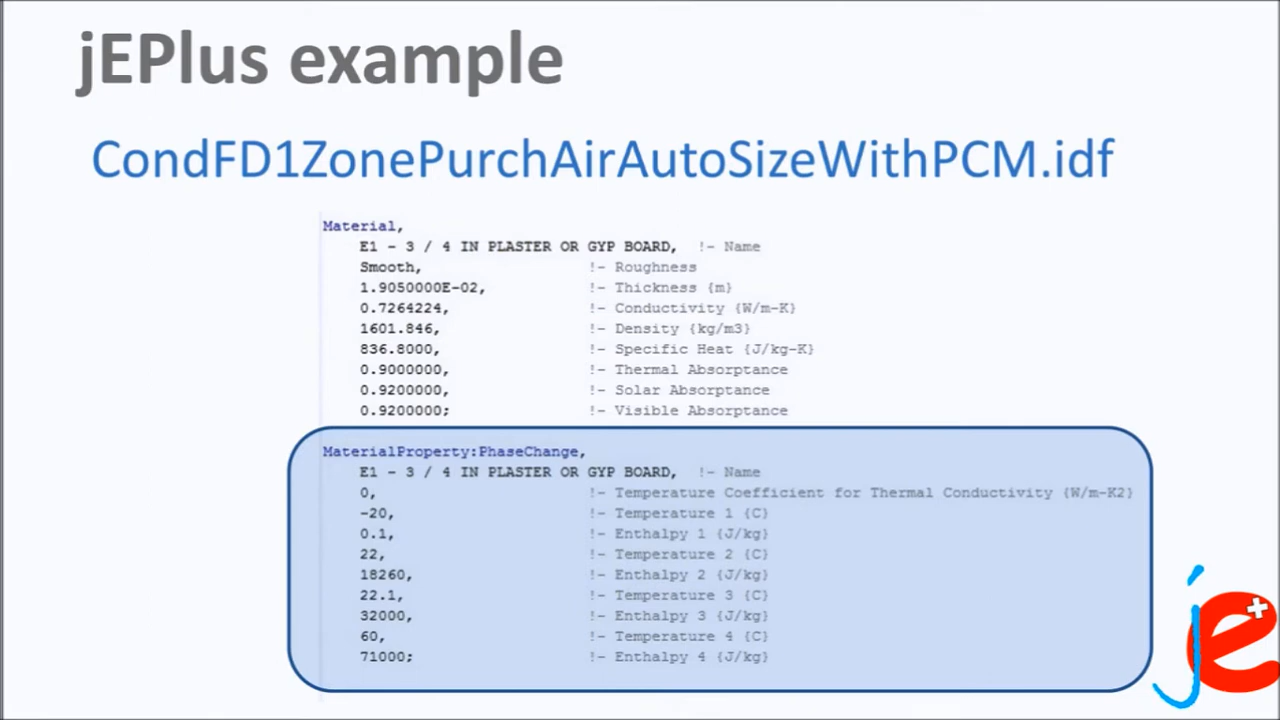 jEPlus example
CondFD1ZonePurchAirAutoSizeWithPCM.idf
Material,
E1 - 3 / 4 IN PLASTER OR GYP BOARD, !- Name
Smooth, !- Roughness
1.9050000E-02, !- Thickness {m}
0.7264224, !- Conductivity {W/m-K}
1601.846, !- Density {kg/m3}
836.8000, !- Specific Heat {J/kg-K}
0.9000000, !- Thermal Absorptance
0.9200000, !- Solar Absorptance
0.9200000; !- Visible Absorptance
MaterialProperty:PhaseChange,
E1 - 3 / 4 IN PLASTER OR GYP BOARD, !- Name
0, !- Temperature Coefficient for Thermal Conductivity {W/m-K2}
-20, !- Temperature 1 {C}
0.1, !- Enthalpy 1 {J/kg}
22, !- Temperature 2 {C}
18260, !- Enthalpy 2 {J/kg}
22.1, !- Temperature 3 {C}
32000, !- Enthalpy 3 {J/kg}
60, !- Temperature 4 {C}
71000; !- Enthalpy 4 {J/kg}
je+